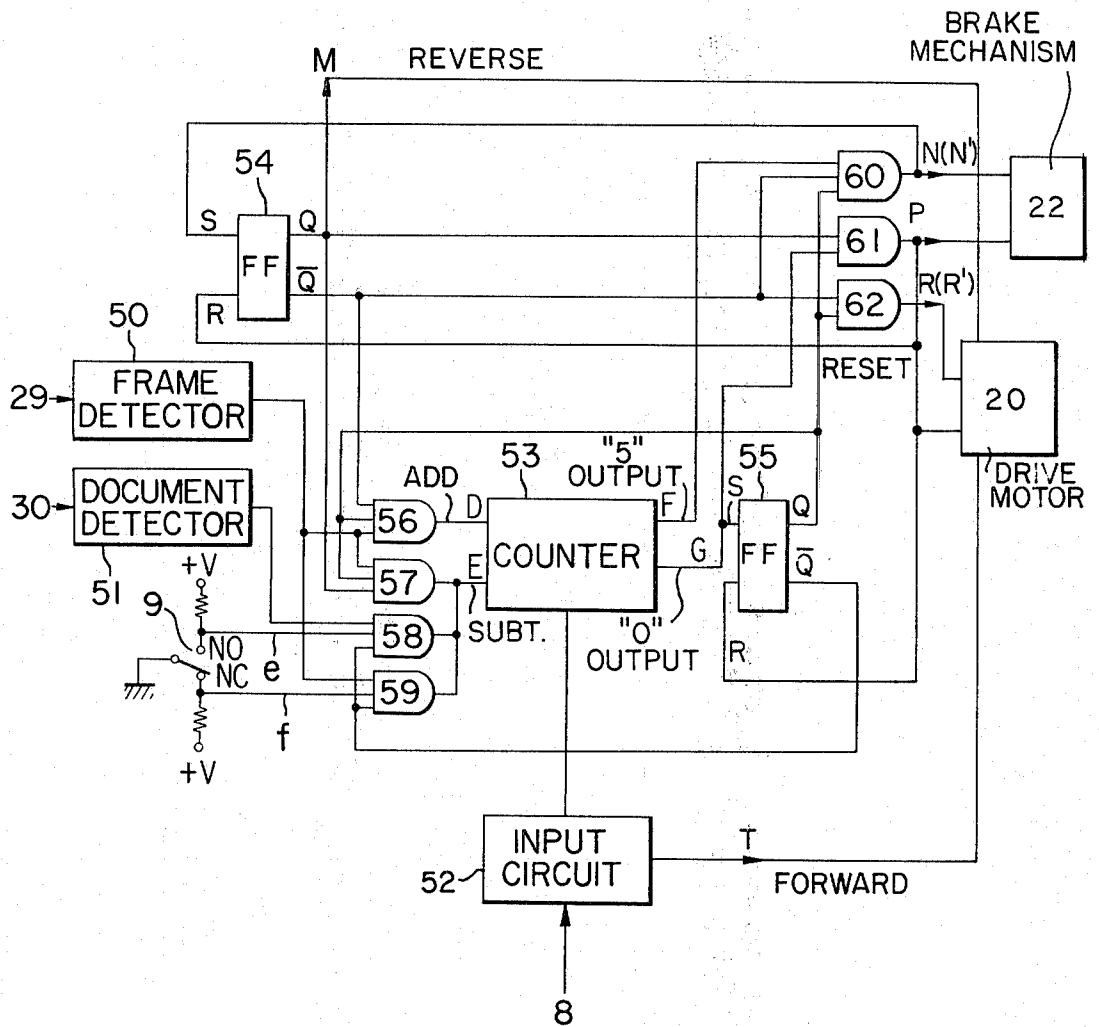 BRAKE
MECHANISM
M REVERSE
54
S Q
FF
Q̅
R
60 N(N')
61 P
62 R(R')
22
RESET
20
DRIVE
MOTOR
50
29 FRAME
DETECTOR
30 DOCUMENT
DETECTOR
51
+V
9
NO
NC
e
f
+V
56
57
58
59
ADD D
E
SUBT.
53
COUNTER
"5"
OUTPUT
F
G
"0"
OUTPUT
55
S Q
FF
Q̅
R
INPUT
CIRCUIT
52
T
FORWARD
8